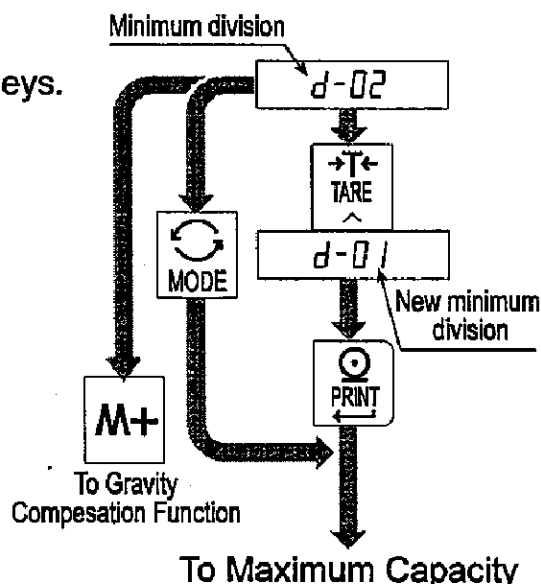 Minimum division
eys.
d-02
→T←
TARE
^
MODE
d-01
New minimum
division
PRINT
M+
To Gravity
Compesation Function
To Maximum Capacity